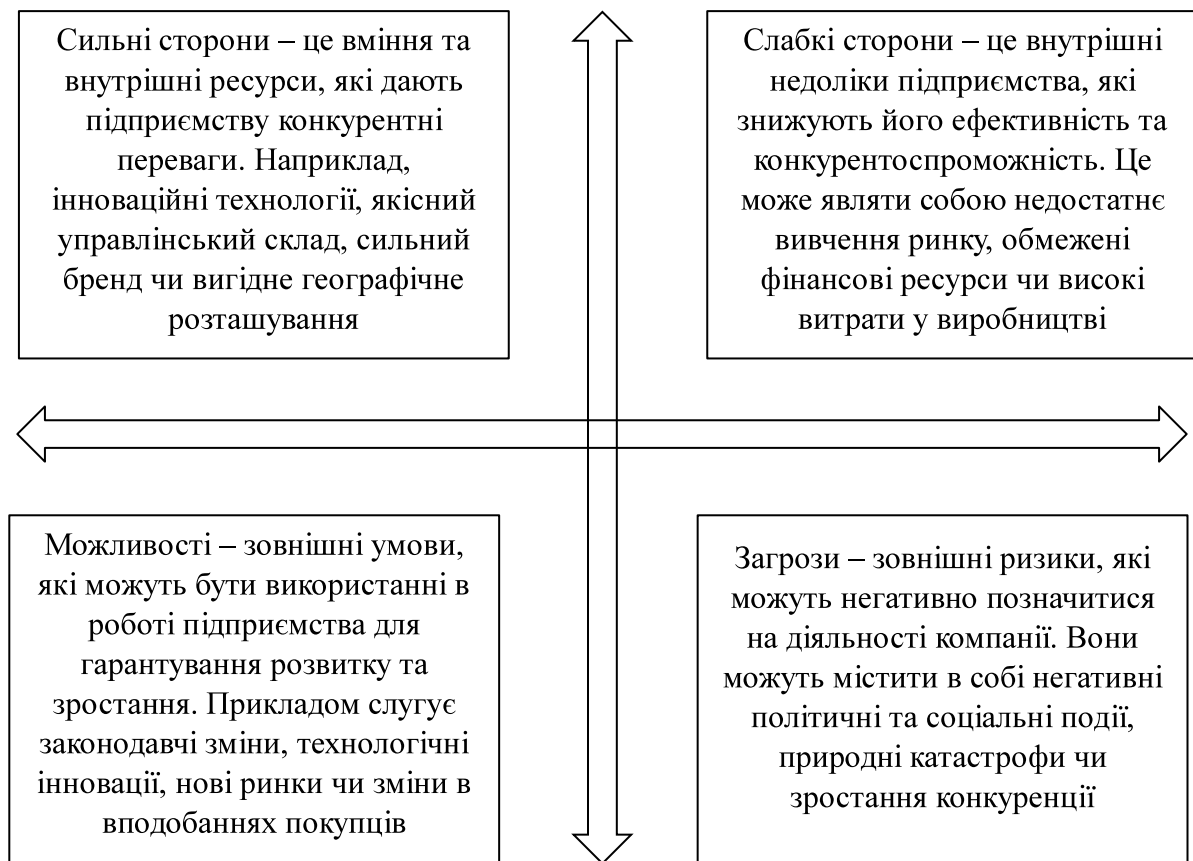 Сильні сторони – це вміння та
внутрішні ресурси, які дають
підприємству конкурентні
переваги. Наприклад,
інноваційні технології, якісний
управлінський склад, сильний
бренд чи вигідне географічне
розташування
Слабкі сторони – це внутрішні
недоліки підприємства, які
знижують його ефективність та
конкурентоспроможність. Це
може являти собою недостатнє
вивчення ринку, обмежені
фінансові ресурси чи високі
витрати у виробництві
Можливості – зовнішні умови,
які можуть бути використанні в
роботі підприємства для
гарантування розвитку та
зростання. Прикладом слугує
законодавчі зміни, технологічні
інновації, нові ринки чи зміни в
вподобаннях покупців
Загрози – зовнішні ризики, які
можуть негативно позначитися
на діяльності компанії. Вони
можуть містити в собі негативні
політичні та соціальні події,
природні катастрофи чи
зростання конкуренції